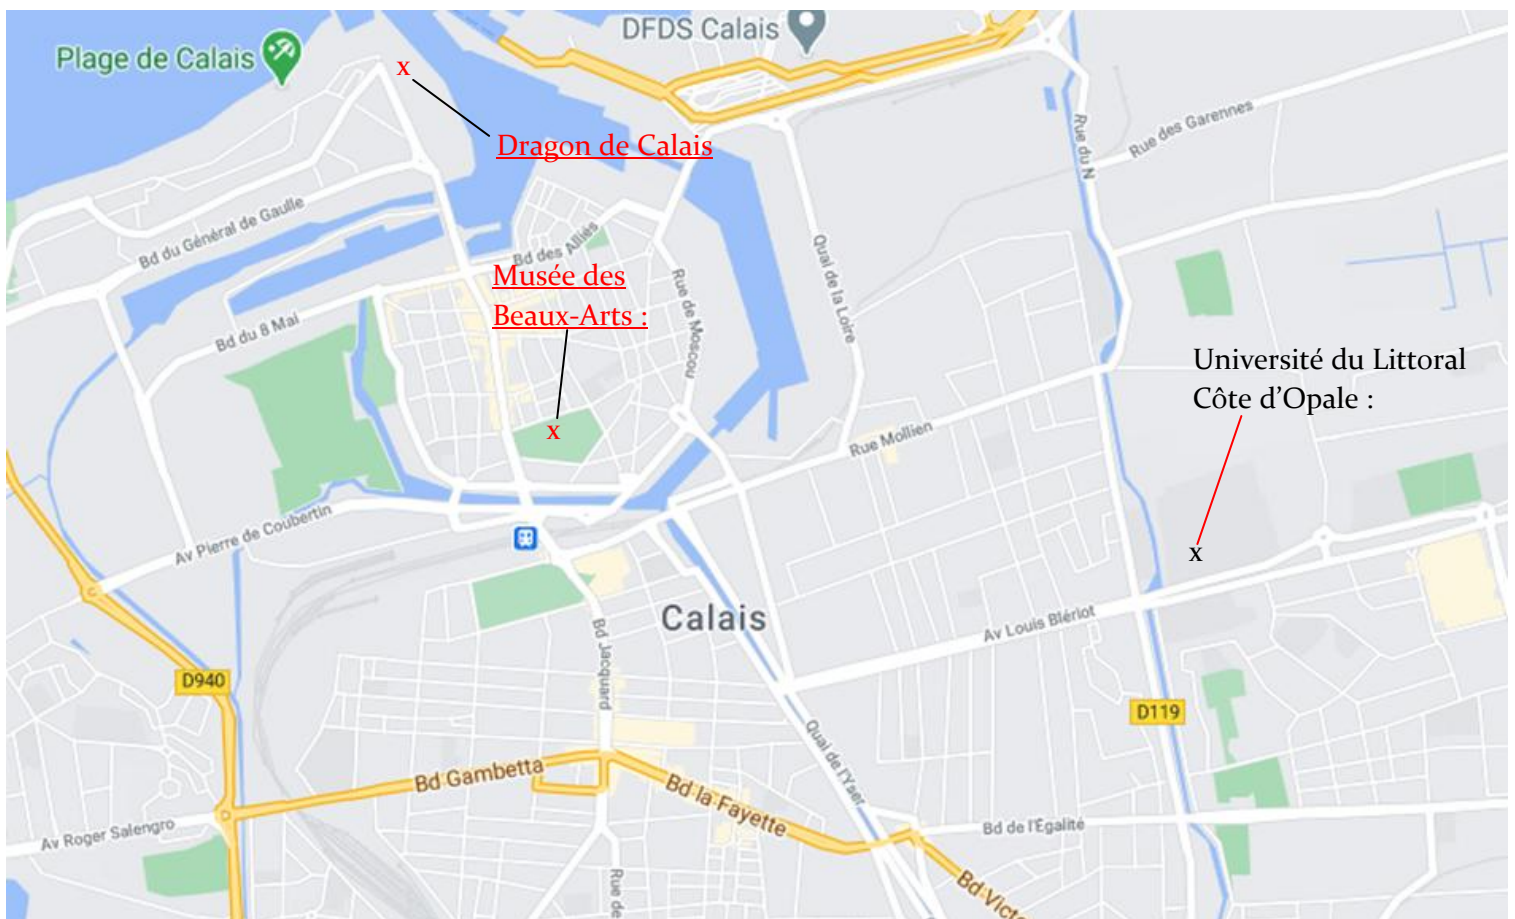 DFDS Calais
Plage de Calais
x
Dragon de Calais
Rue des Garennes
Rue du N
Bd du Général de Gaulle
Bd des Alliés
Quai de la Loire
Musée des
Beaux-Arts :
Rue de Moscou
Bd du 8 Mai
Université du Littoral
Côte d’Opale :
x
Rue Mollien
Av Pierre de Coubertin
x
Calais
Av Louis Blériot
Bd Jacquard
D940
D119
Quai de l'Yser
Bd Gambetta
Bd la Fayette
Av Roger Salengro
Bd de l'Égalité
Rue de
Bd Victo